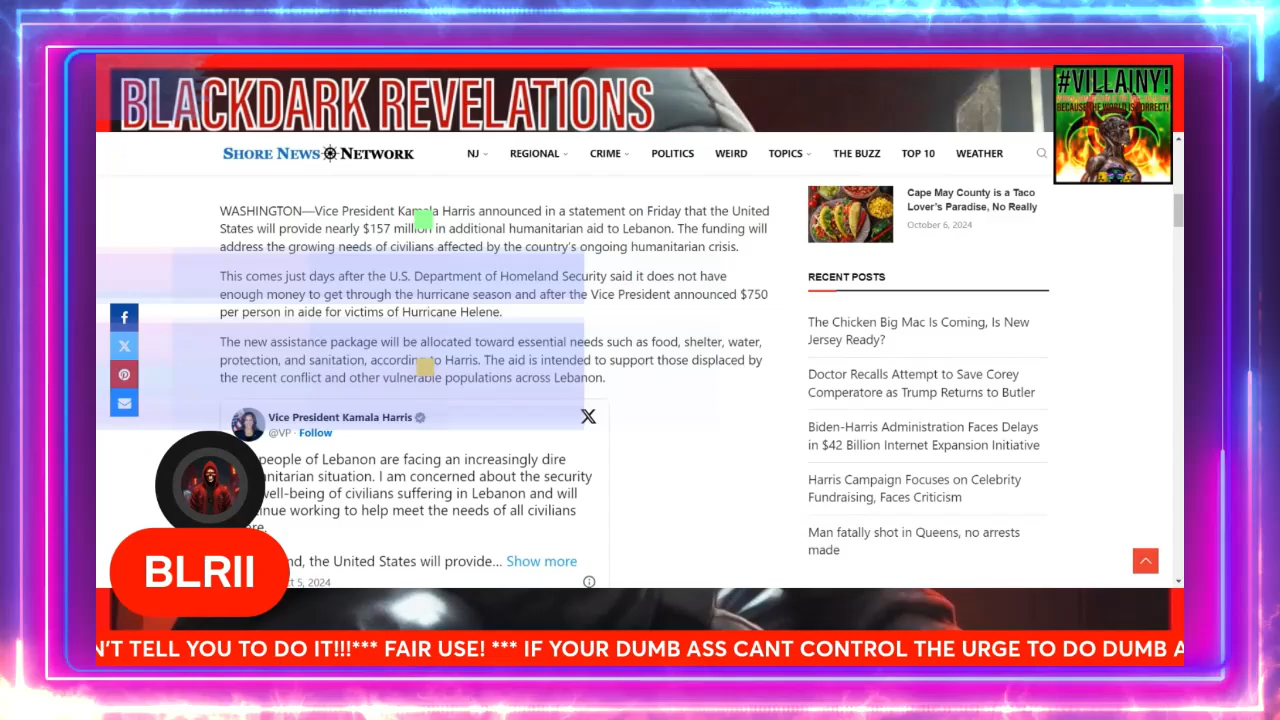 BLACKDARK REVELATIONS
#VILLAINY!
BECAUSE THE WORLD IS CORRECT!
SHORE NEWS NETWORK
NJ
REGIONAL
CRIME
POLITICS
WEIRD
TOPICS
THE BUZZ
TOP 10
WEATHER
WASHINGTON—Vice President Kamala Harris announced in a statement on Friday that the United
States will provide nearly $157 million in additional humanitarian aid to Lebanon. The funding will
address the growing needs of civilians affected by the country's ongoing humanitarian crisis.
This comes just days after the U.S. Department of Homeland Security said it does not have
enough money to get through the hurricane season and after the Vice President announced $750
per person in aide for victims of Hurricane Helene.
The new assistance package will be allocated toward essential needs such as food, shelter, water,
protection, and sanitation, according to Harris. The aid is intended to support those displaced by
the recent conflict and other vulnerable populations across Lebanon.
Vice President Kamala Harris
@VP · Follow
people of Lebanon are facing an increasingly dire
nitarian situation. I am concerned about the security
well-being of civilians suffering in Lebanon and will
nue working to help meet the needs of all civilians
re.
nd, the United States will provide... Show more
t 5, 2024
Cape May County is a Taco
Lover's Paradise, No Really
October 6, 2024
RECENT POSTS
The Chicken Big Mac Is Coming, Is New
Jersey Ready?
Doctor Recalls Attempt to Save Corey
Comperatore as Trump Returns to Butler
Biden-Harris Administration Faces Delays
in $42 Billion Internet Expansion Initiative
Harris Campaign Focuses on Celebrity
Fundraising, Faces Criticism
Man fatally shot in Queens, no arrests
made
BLRII
N'T TELL YOU TO DO IT!!!*** FAIR USE! *** IF YOUR DUMB ASS CANT CONTROL THE URGE TO DO DUMB A